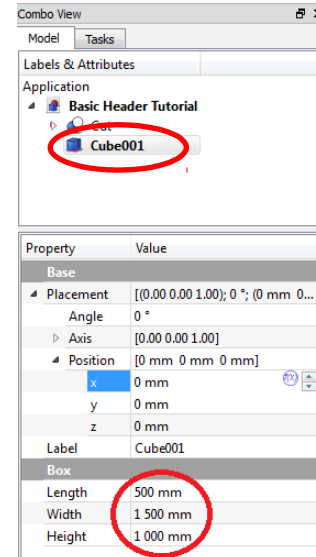 Combo View
Model Tasks
Labels & Attributes
Application
Basic Header Tutorial
Cut
Cube001
Property Value
Base
Placement [(0.00 0.00 1.00); 0 °; (0 mm 0...
Angle 0 °
Axis [0.00 0.00 1.00]
Position [0 mm 0 mm 0 mm]
x 0 mm
y 0 mm
z 0 mm
Label Cube001
Box
Length 500 mm
Width 1 500 mm
Height 1 000 mm